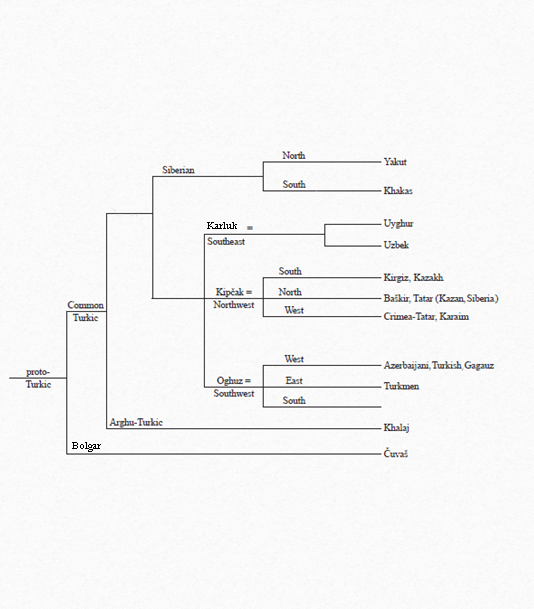 North
Siberian
Yakut
South
Khakas
Karluk =
Southeast
Uyghur
Uzbek
South
Kirgiz, Kazakh
Kipčak =
Northwest
North
Baškir, Tatar (Kazan, Siberia)
West
Crimea-Tatar, Karaim
Common
Turkic
West
Azerbaijani, Turkish, Gagauz
proto-
Turkic
Oghuz =
Southwest
East
Turkmen
South
Arghu-Turkic
Khalaj
Bolgar
Čuvaš